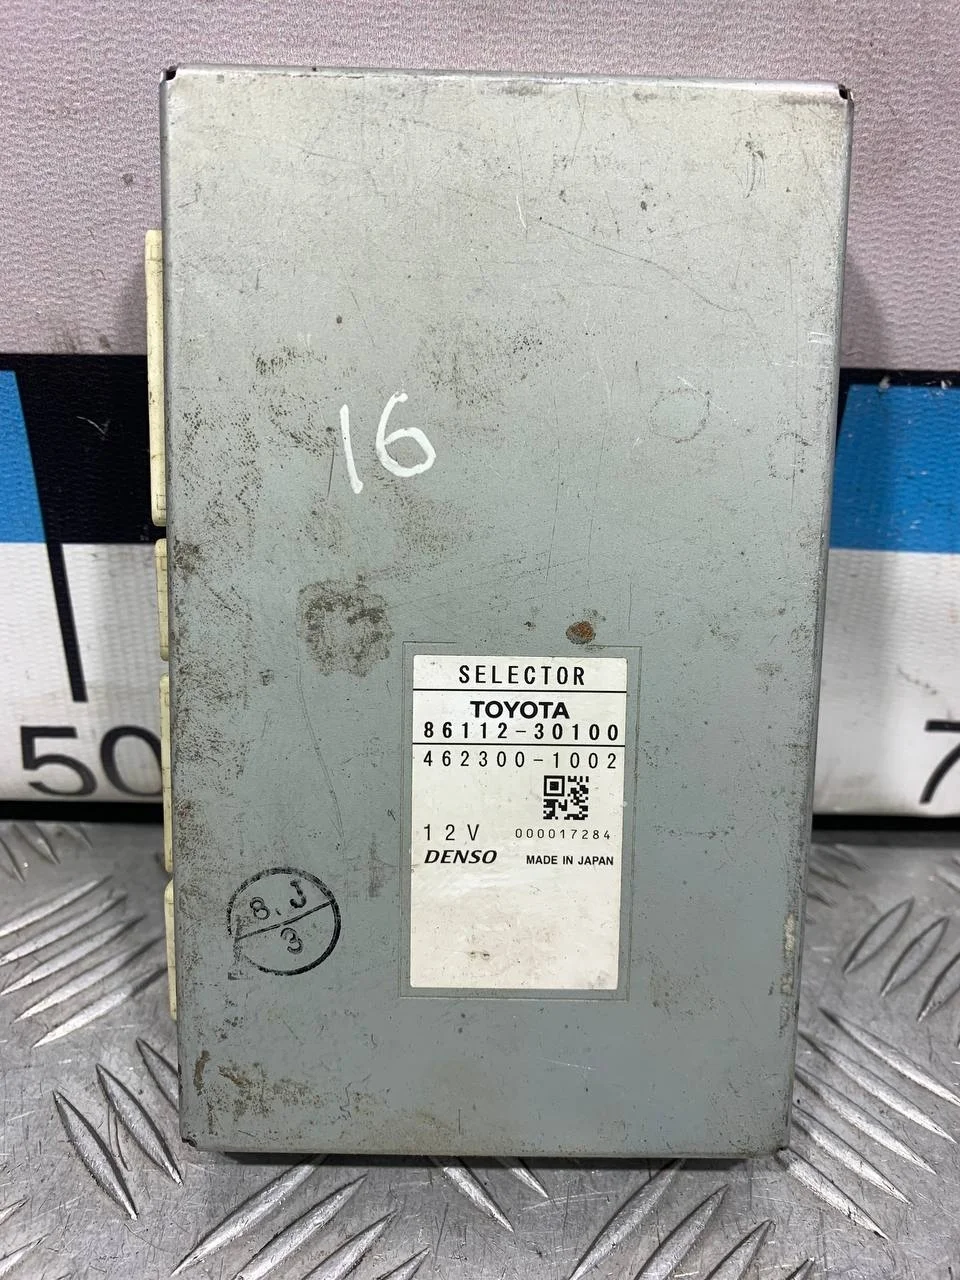 16
50
7
SELECTOR
TOYOTA
86112-30100
462300-1002
12V 000017284
DENSO MADE IN JAPAN
8.J
3